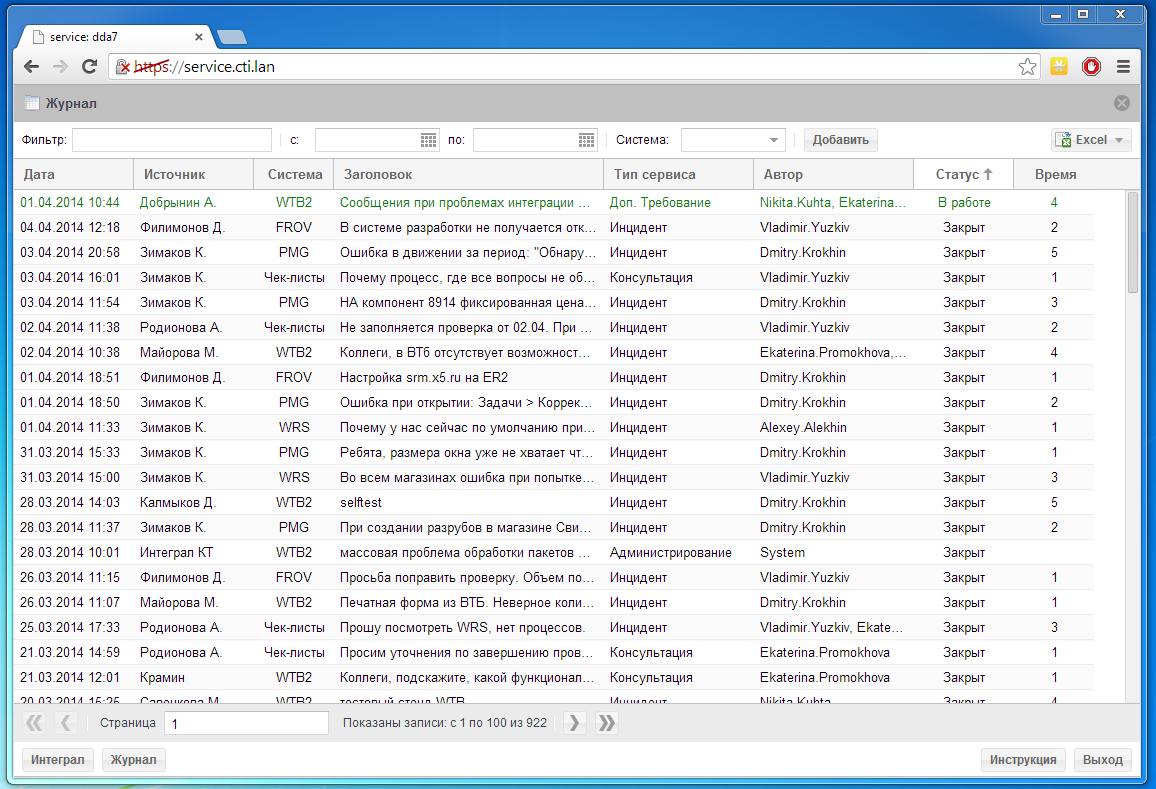 service: dda7
https://service.cti.lan
Журнал
Фильтр: с: по: Система: Добавить Excel
Дата Источник Система Заголовок Тип сервиса Автор Статус Время
01.04.2014 10:44 Добрынин А. WTB2 Сообщения при проблемах интеграции ... Доп. Требование Nikita.Kuhta, Ekaterina... В работе 4
04.04.2014 12:18 Филимонов Д. FROV В системе разработки не получается отк... Инцидент Vladimir.Yuzkiv Закрыт 2
03.04.2014 20:58 Зимаков К. PMG Ошибка в движении за период: "Обнару... Инцидент Dmitry.Krokhin Закрыт 5
03.04.2014 16:01 Зимаков К. Чек-листы Почему процесс, где все вопросы не об... Консультация Vladimir.Yuzkiv Закрыт 1
03.04.2014 11:54 Зимаков К. PMG НА компонент 8914 фиксированная цена... Инцидент Dmitry.Krokhin Закрыт 3
02.04.2014 11:38 Родионова А. Чек-листы Не заполняется проверка от 02.04. При ... Инцидент Vladimir.Yuzkiv Закрыт 2
02.04.2014 10:38 Майорова М. WTB2 Коллеги, в ВТб отсутствует возможност... Инцидент Ekaterina.Promokhova,... Закрыт 4
01.04.2014 18:51 Филимонов Д. FROV Настройка srm.x5.ru на ER2 Инцидент Dmitry.Krokhin Закрыт 1
01.04.2014 18:50 Зимаков К. PMG Ошибка при открытии: Задачи > Коррек... Инцидент Dmitry.Krokhin Закрыт 2
01.04.2014 11:33 Зимаков К. WRS Почему у нас сейчас по умолчанию при... Инцидент Alexey.Alekhin Закрыт 1
31.03.2014 15:33 Зимаков К. PMG Ребята, размера окна уже не хватает чт... Инцидент Dmitry.Krokhin Закрыт 1
31.03.2014 15:00 Зимаков К. WRS Во всем магазинах ошибка при попытке... Инцидент Vladimir.Yuzkiv Закрыт 3
28.03.2014 14:03 Калмыков Д. WTB2 selftest Инцидент Dmitry.Krokhin Закрыт 5
28.03.2014 11:37 Зимаков К. PMG При создании разрубов в магазине Сви... Инцидент Dmitry.Krokhin Закрыт 2
28.03.2014 10:01 Интеграл КТ WTB2 массовая проблема обработки пакетов ... Администрирование System Закрыт
26.03.2014 11:15 Филимонов Д. FROV Просьба поправить проверку. Объем по... Инцидент Vladimir.Yuzkiv Закрыт 1
26.03.2014 11:07 Майорова М. WTB2 Печатная форма из ВТБ. Неверное коли... Инцидент Dmitry.Krokhin Закрыт 1
25.03.2014 17:33 Родионова А. Чек-листы Прошу посмотреть WRS, нет процессов. Инцидент Vladimir.Yuzkiv, Ekate... Закрыт 3
21.03.2014 14:59 Родионова А. Чек-листы Просим уточнения по завершению пров... Консультация Ekaterina.Promokhova Закрыт 1
21.03.2014 12:01 Крамин WTB2 Коллеги, подскажите, какой функционал... Консультация Ekaterina.Promokhova Закрыт 1
20.03.2014 WTB2 тестовый стенд WTB Инцидент Nikita.Kuhta Закрыт 4
Страница 1 Показаны записи: с 1 по 100 из 922
Интеграл Журнал Инструкция Выход